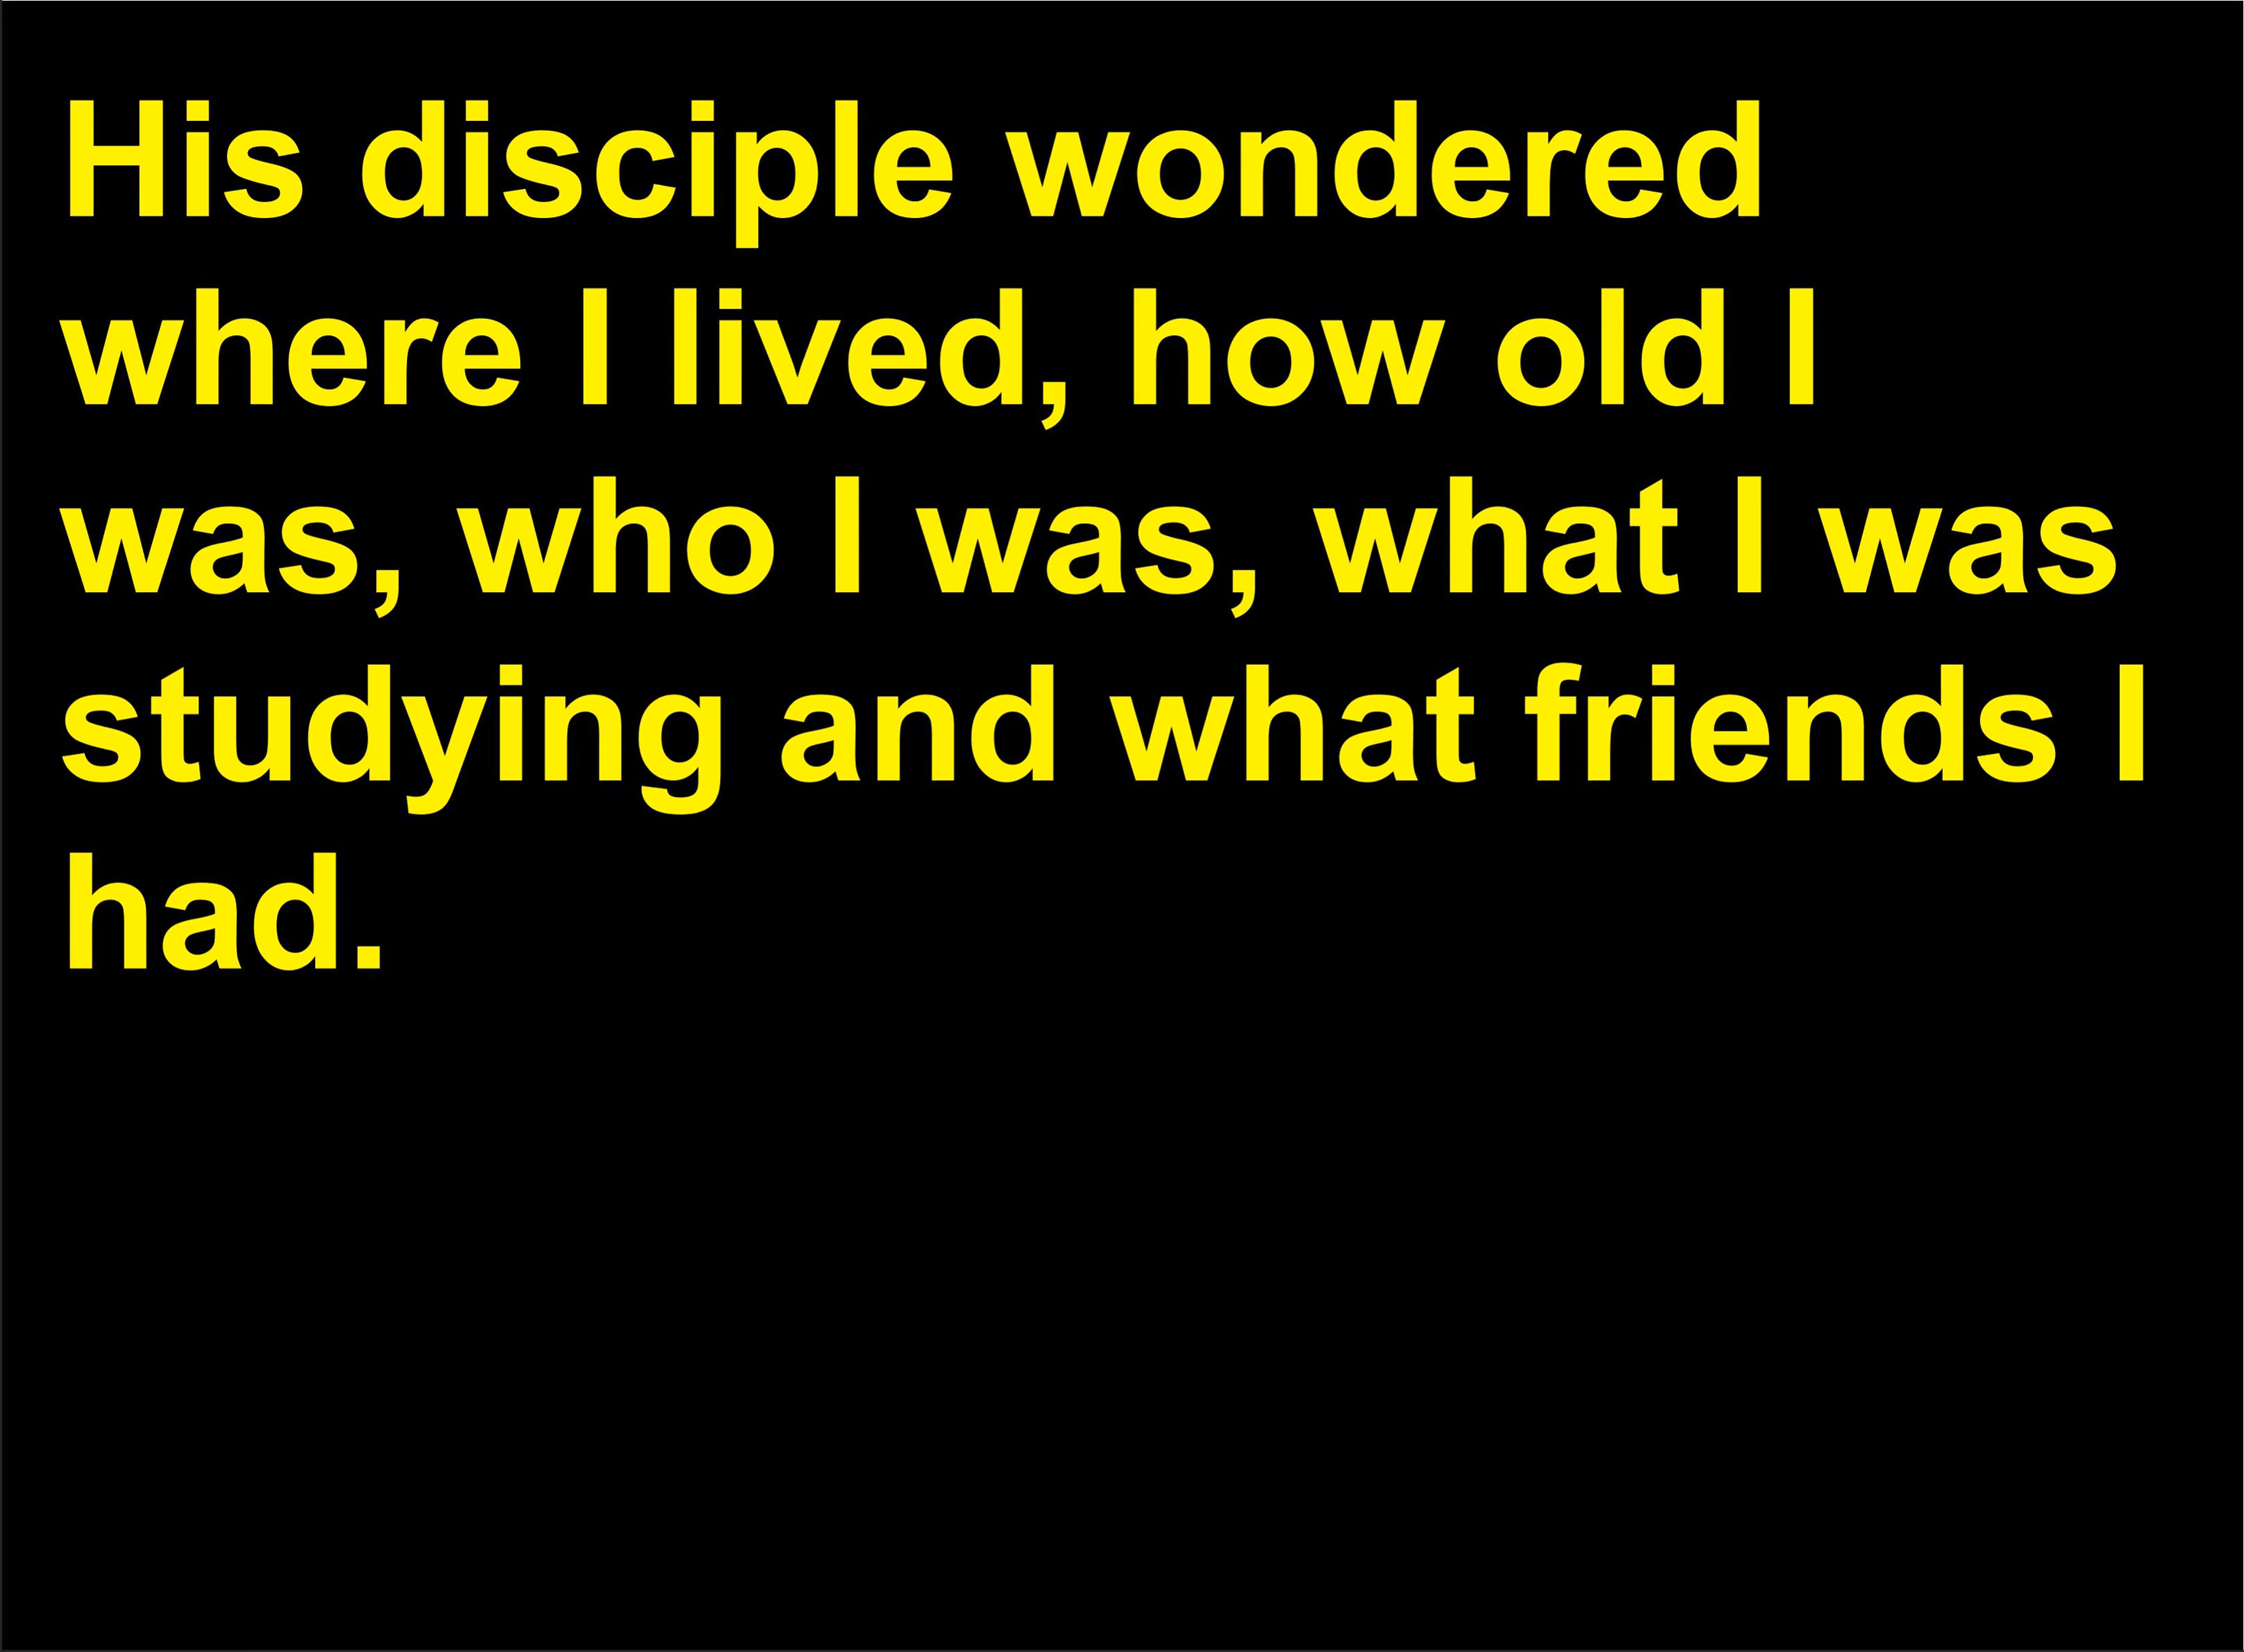 His disciple wondered
where I lived, how old I
was, who I was, what I was
studying and what friends I
had.